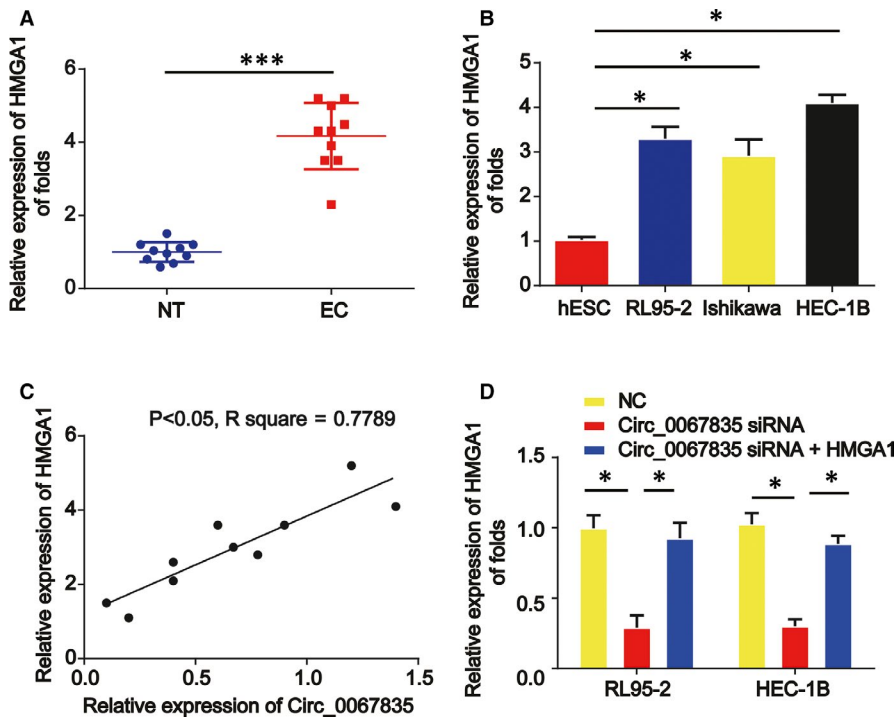 A
Relative expression of HMGA1
of folds
6
4
2
0
***
NT
EC
B
Relative expression of HMGA1
of folds
5
4
3
2
1
0
*
*
*
hESC
RL95-2
Ishikawa
HEC-1B
C
P<0.05, R square = 0.7789
Relative expression of HMGA1
6
4
2
0
0.0
0.5
1.0
1.5
Relative expression of Circ_0067835
D
NC
Circ_0067835 siRNA
Circ_0067835 siRNA + HMGA1
Relative expression of HMGA1
of folds
1.5
1.0
0.5
0.0
*
*
*
*
RL95-2
HEC-1B